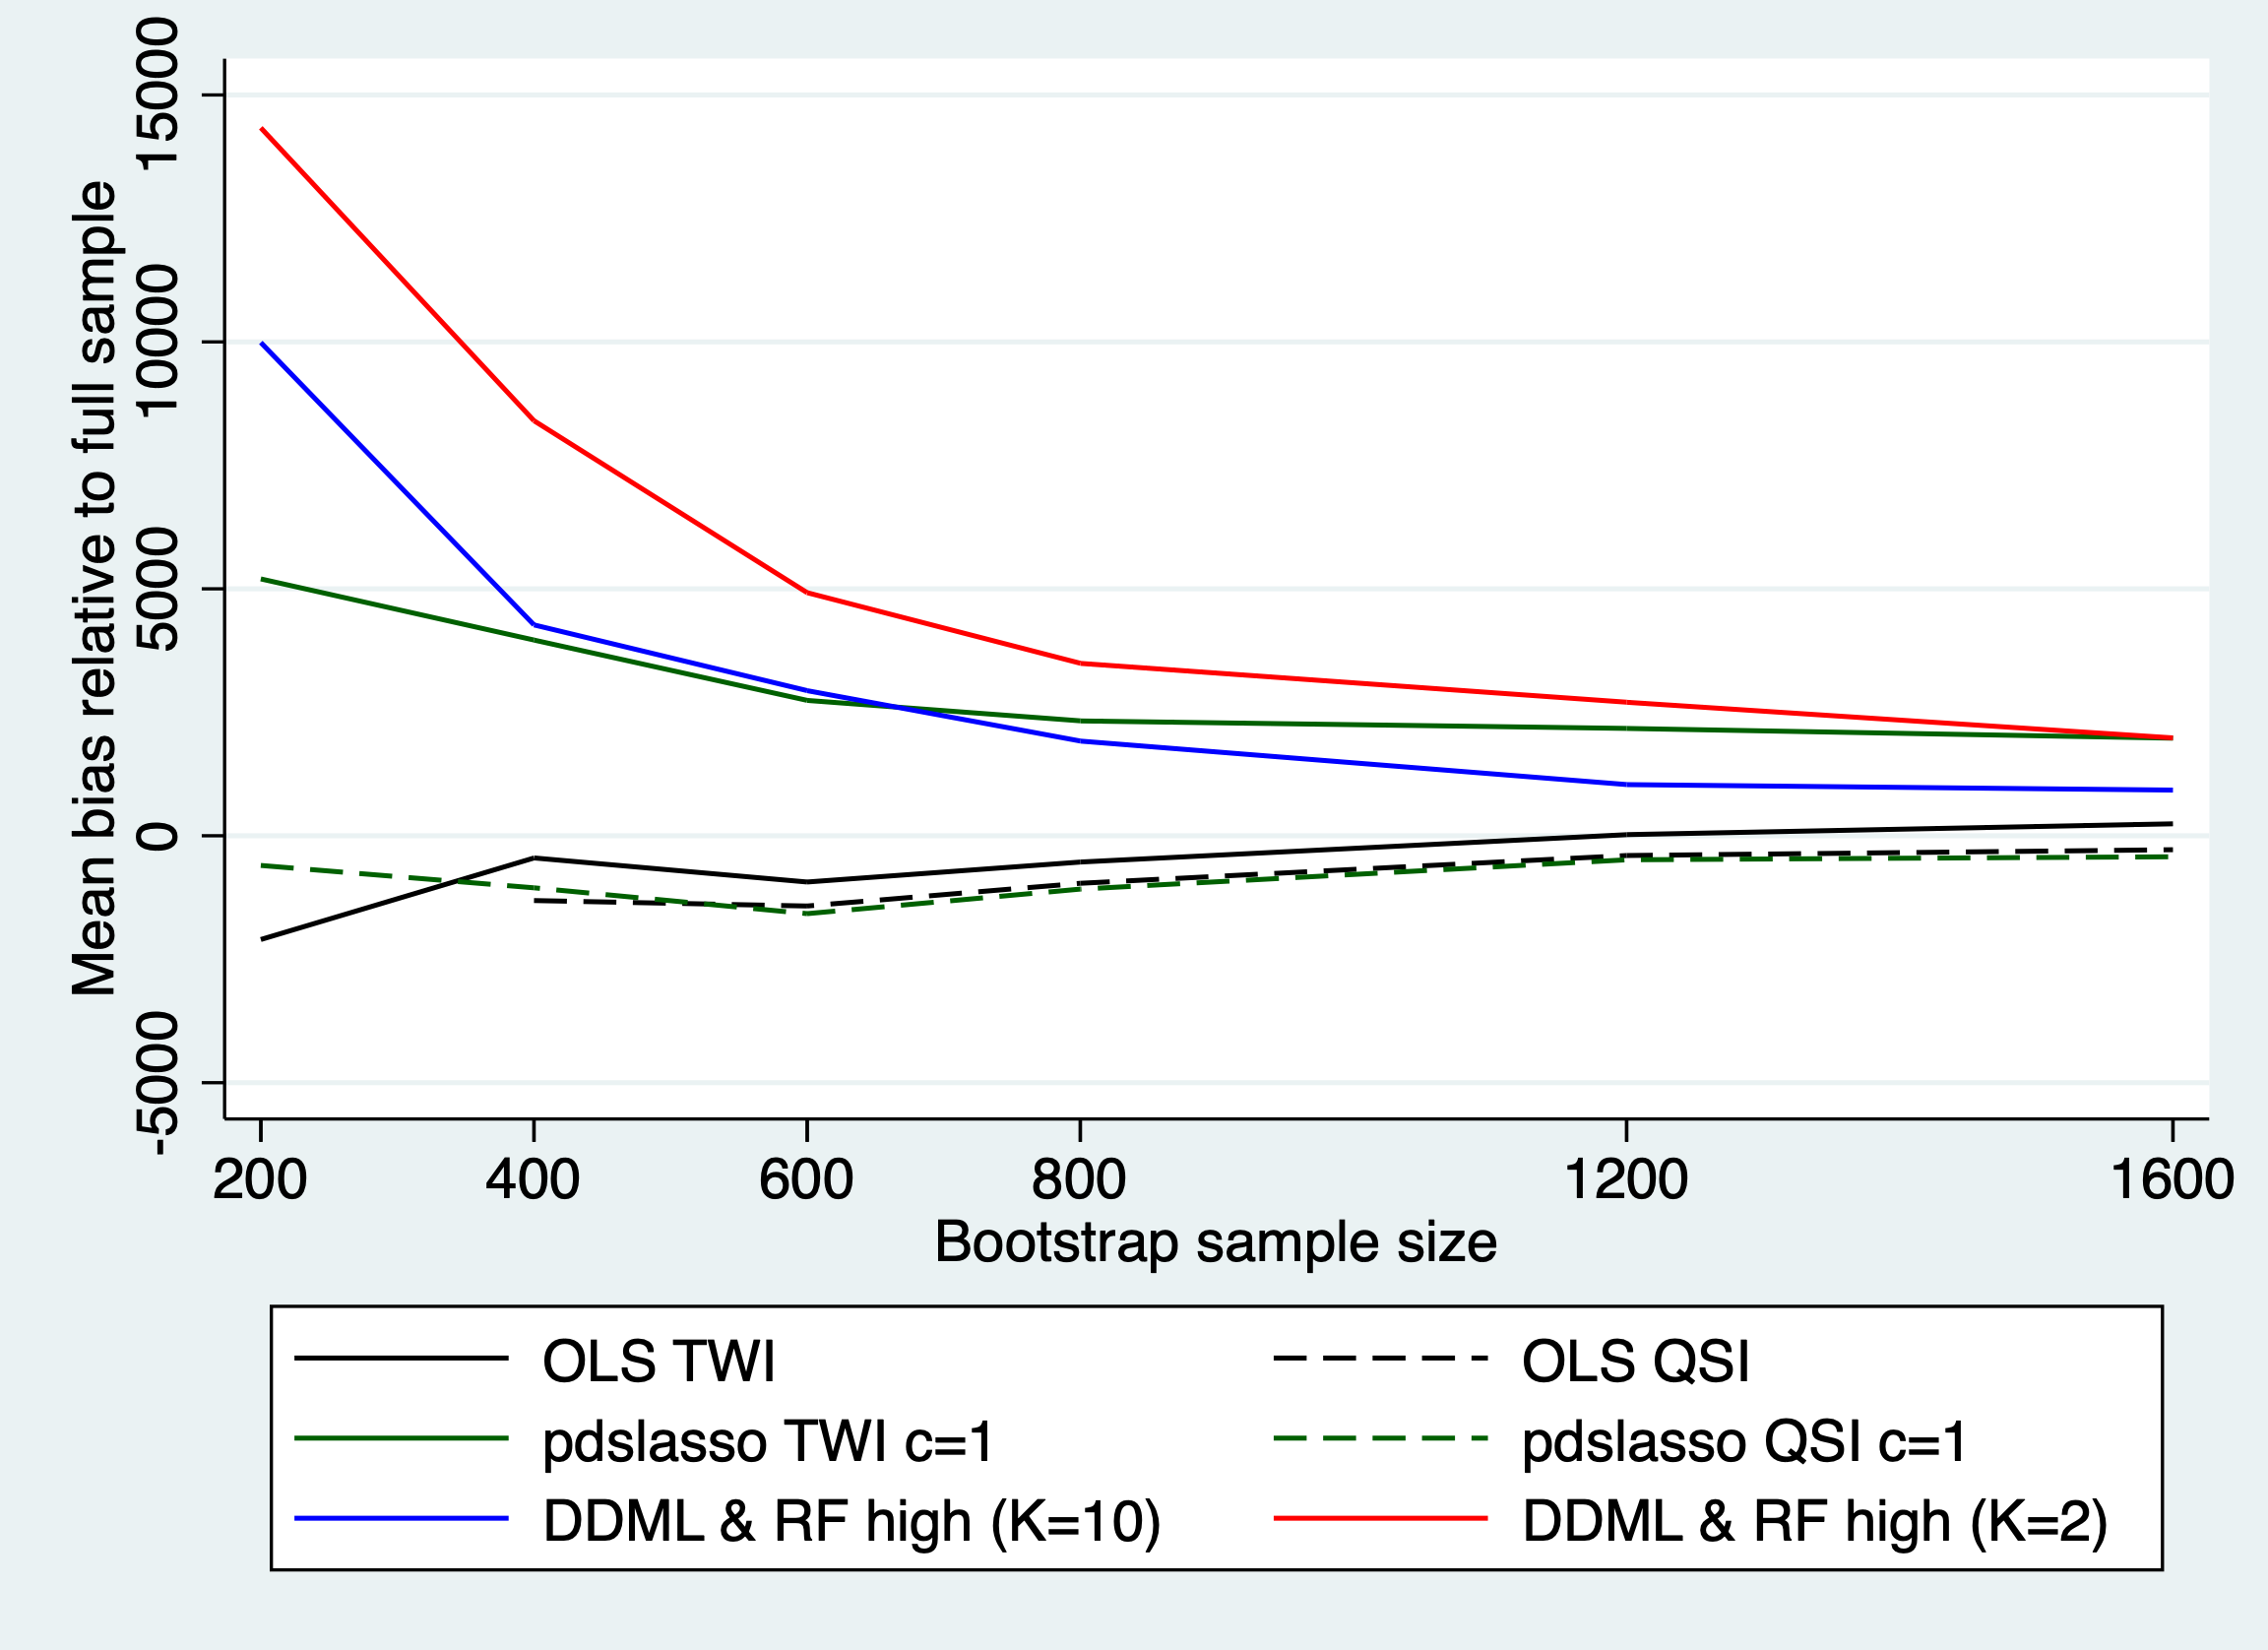 Mean bias relative to full sample
15000
10000
5000
0
-5000
200 400 600 800 1200 1600
Bootstrap sample size
OLS TWI
OLS QSI
pdslasso TWI c=1
pdslasso QSI c=1
DDML & RF high (K=10)
DDML & RF high (K=2)